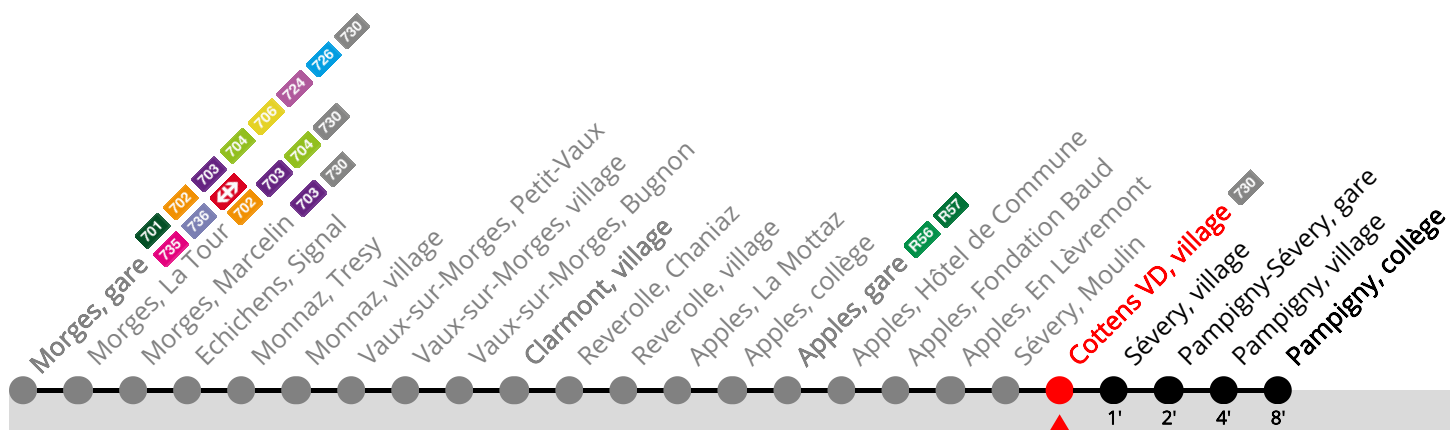 Morges, gare 701 702 703 704 706 724 726 730
735 736
Morges, La Tour 702 703 704 730
Morges, Marcelin 703 730
Echichens, Signal
Monnaz, Tresy
Monnaz, village
Vaux-sur-Morges, Petit-Vaux
Vaux-sur-Morges, village
Vaux-sur-Morges, Bugnon
Clarmont, village
Reverolle, Chaniaz
Reverolle, village
Apples, La Mottaz
Apples, collège
Apples, gare R56 R57
Apples, Hôtel de Commune
Apples, Fondation Baud
Apples, En Lèvremont
Sévery, Moulin
Cottens VD, village 730
Sévery, village
Pampigny-Sévery, gare
Pampigny, village
Pampigny, collège
1' 2' 4' 8'